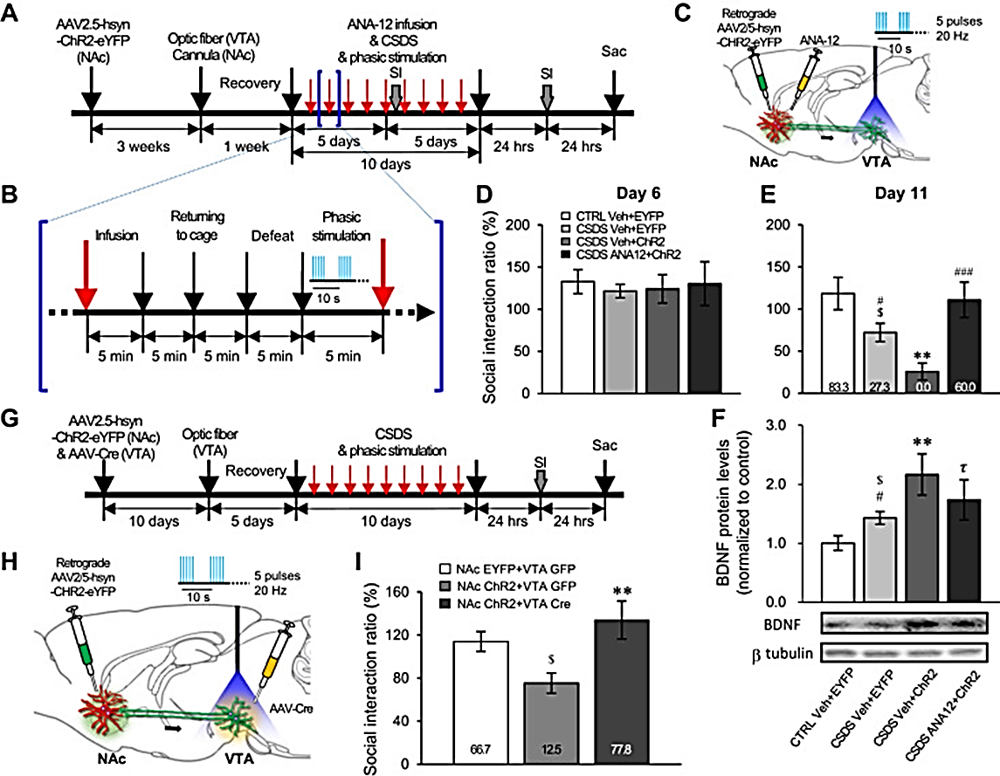 A
AAV2.5-hsyn
-ChR2-eYFP
(NAc)
Optic fiber (VTA)
Cannula (NAc)
Recovery
ANA-12 infusion
& CSDS
& phasic stimulation
SI
SI
Sac
3 weeks
1 week
5 days
5 days
24 hrs
24 hrs
10 days
C
Retrograde
AAV2/5-hsyn
-CHR2-eYFP
ANA-12
5 pulses
20 Hz
10 s
NAc
VTA
B
Infusion
Returning
to cage
Defeat
Phasic
stimulation
10 s
5 min
5 min
5 min
5 min
5 min
D
Day 6
Social interaction ratio (%)
200
150
100
50
0
CTRL Veh+EYFP
CSDS Veh+EYFP
CSDS Veh+ChR2
CSDS ANA12+ChR2
E
Day 11
200
150
100
50
0
#
$
**
###
83.3
27.3
0.0
60.0
G
AAV2.5-hsyn
-ChR2-eYFP (NAc)
& AAV-Cre (VTA)
Optic fiber
(VTA)
Recovery
CSDS
& phasic stimulation
SI
Sac
10 days
5 days
10 days
24 hrs
24 hrs
F
BDNF protein levels
(normalized to control)
3.0
2.0
1.0
0.0
$
#
**
τ
BDNF
β tubulin
CTRL Veh+EYFP
CSDS Veh+EYFP
CSDS Veh+ChR2
CSDS ANA12+ChR2
H
Retrograde
AAV2/5-hsyn
-CHR2-eYFP
5 pulses
20 Hz
10 s
AAV-Cre
NAc
VTA
I
Social interaction ratio (%)
160
120
80
40
0
NAc EYFP+VTA GFP
NAc ChR2+VTA GFP
NAc ChR2+VTA Cre
$
**
66.7
12.5
77.8